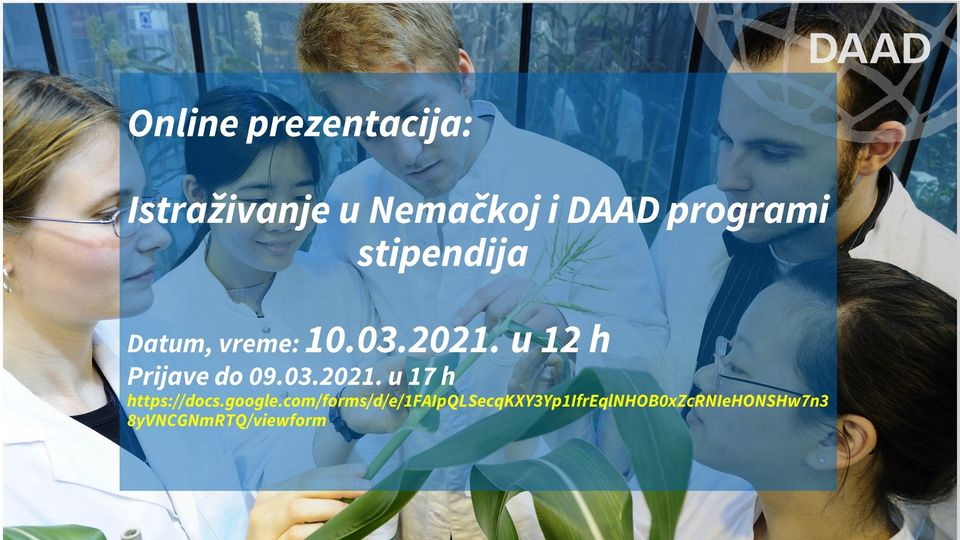 DAAD
Online prezentacija:
Istraživanje u Nemačkoj i DAAD programi
stipendija
Datum, vreme: 10.03.2021. u 12 h
Prijave do 09.03.2021. u 17 h
https://docs.google.com/forms/d/e/1FAIpQLSecqKXY3Yp1IfrEqlNHOB0xZcRNIeHONSHw7n3
8yVNCGNmRTQ/viewform